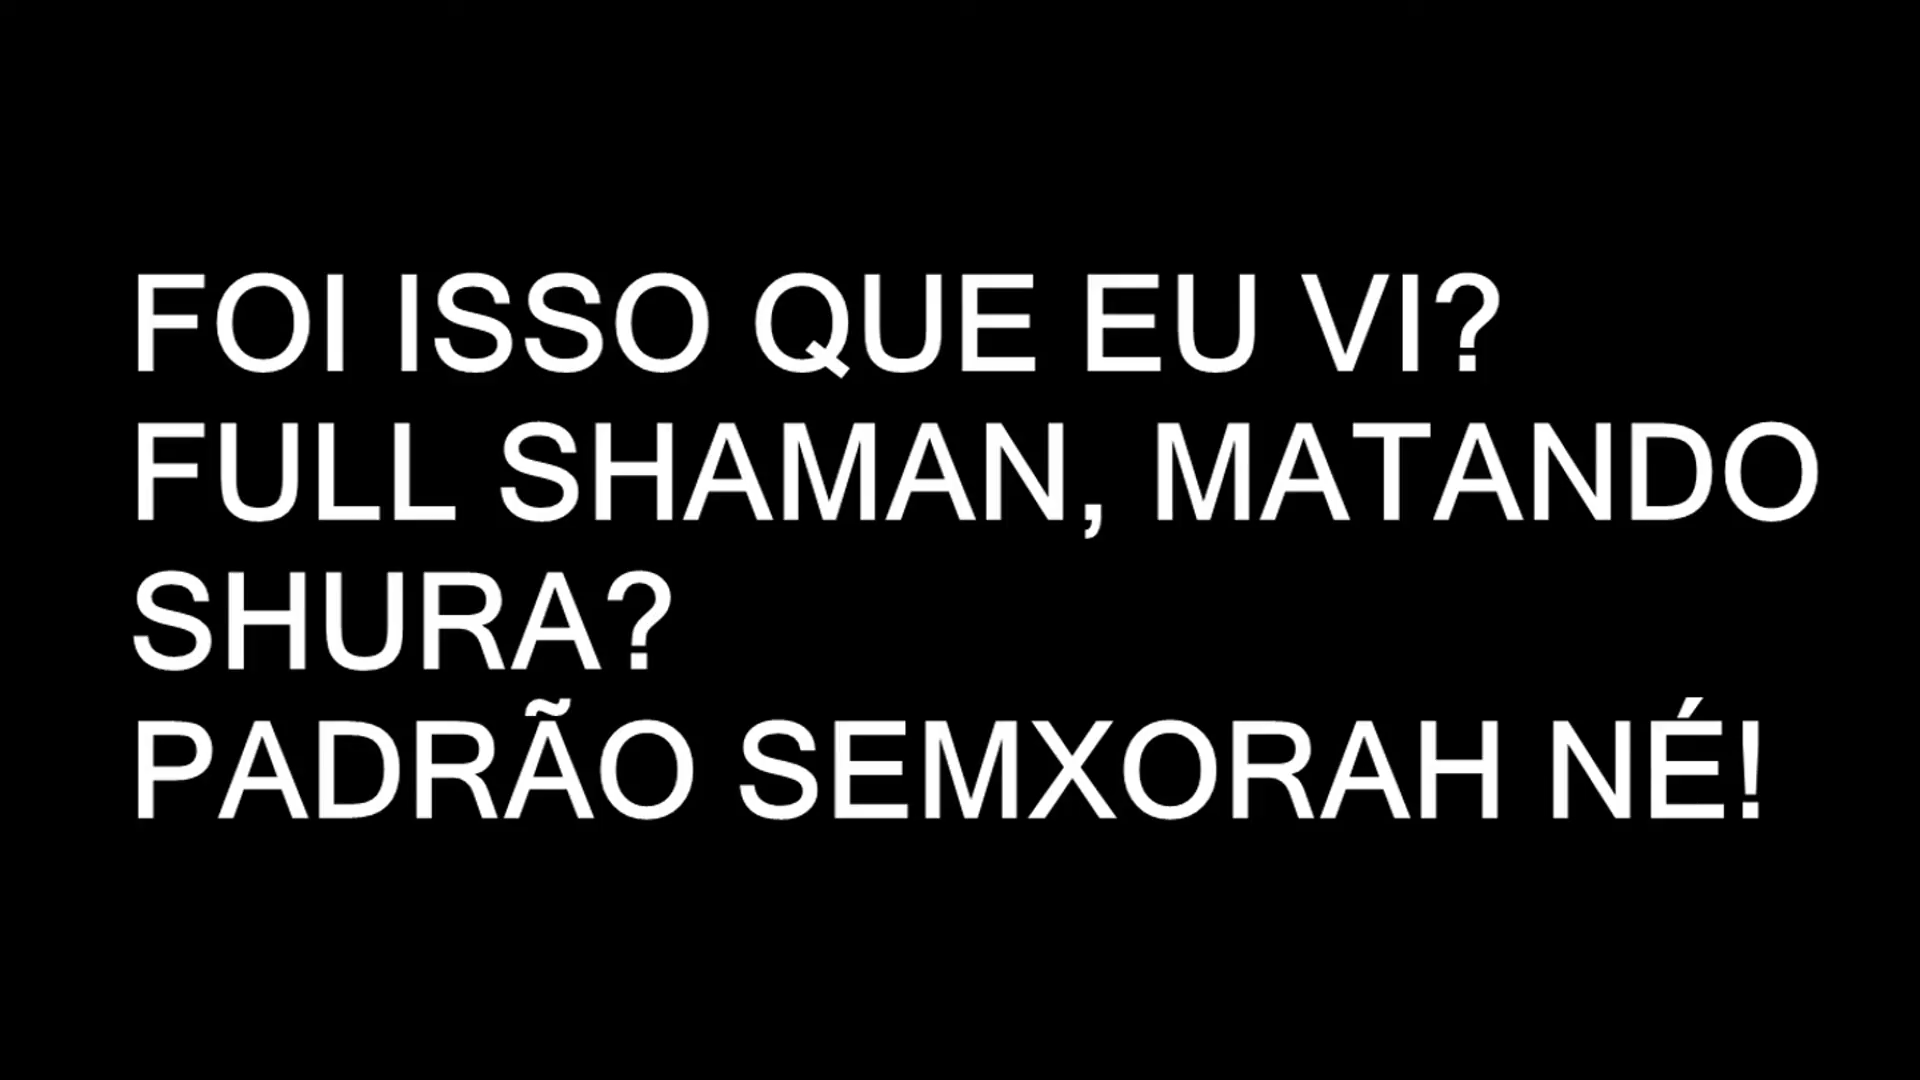 FOI ISSO QUE EU VI?
FULL SHAMAN, MATANDO
SHURA?
PADRÃO SEMXORAH NÉ!